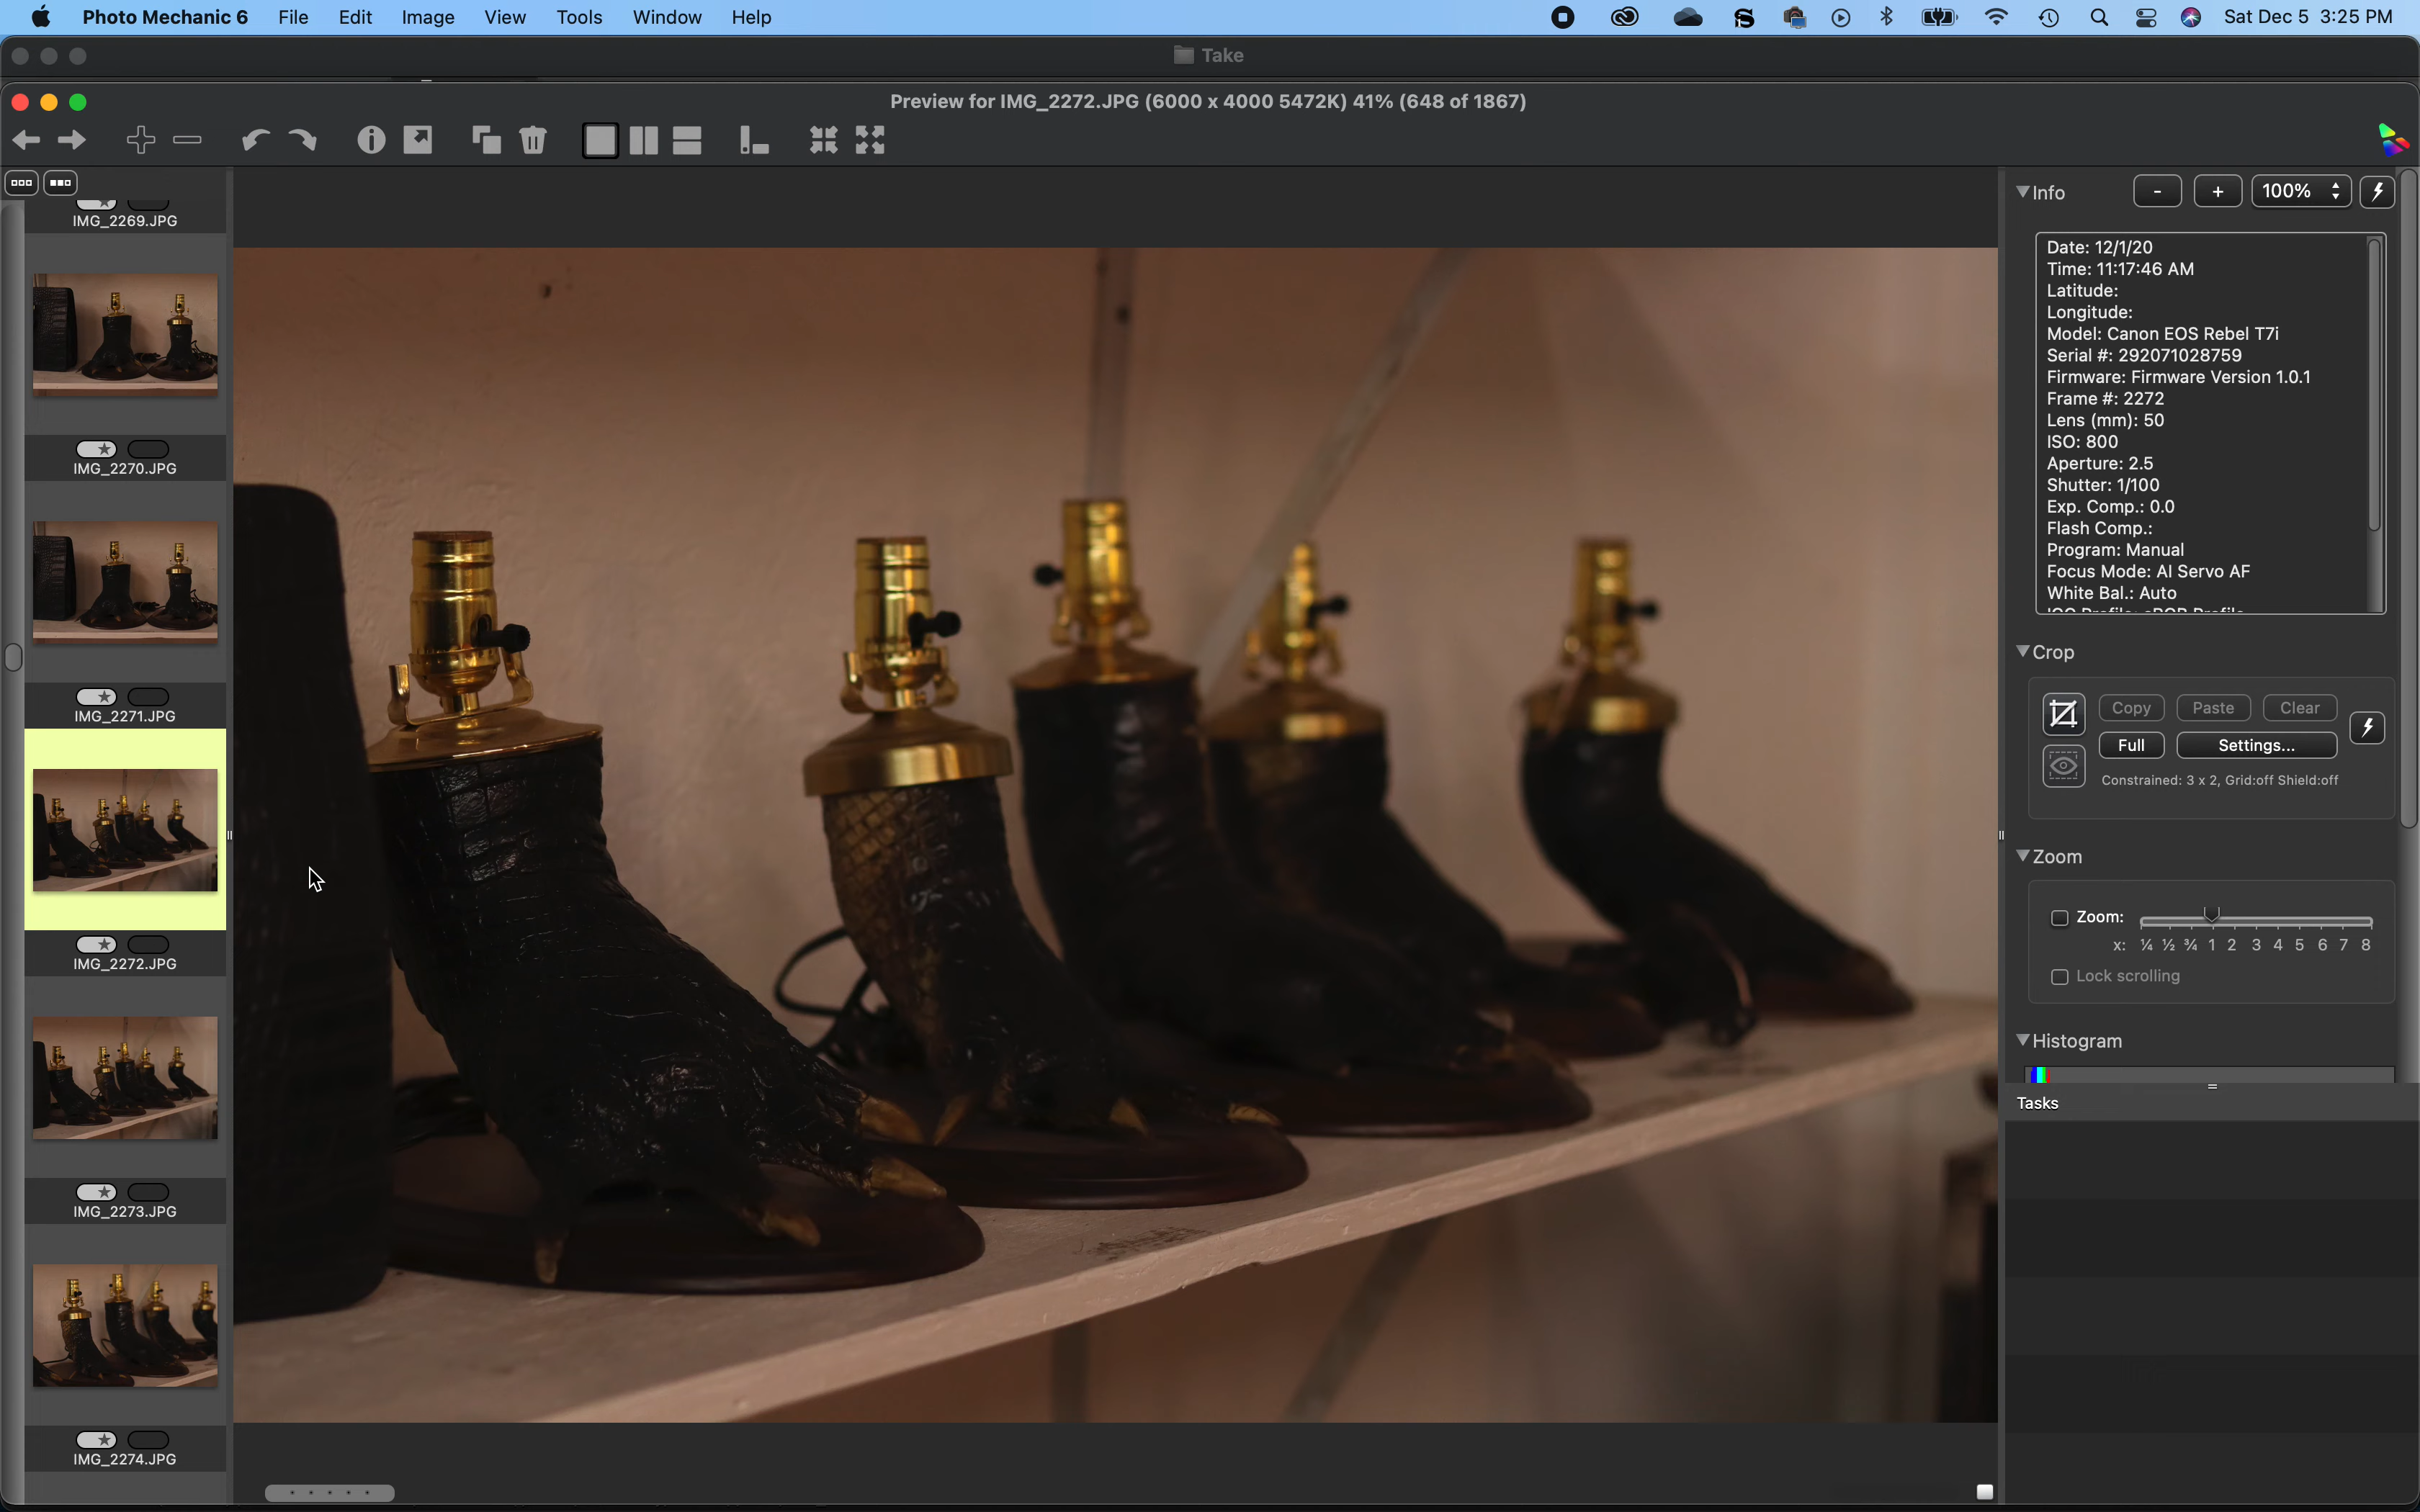 Photo Mechanic 6 File Edit Image View Tools Window Help Sat Dec 5 3:25 PM
Take
Preview for IMG_2272.JPG (6000 x 4000 5472K) 41% (648 of 1867)
IMG_2269.JPG
IMG_2270.JPG
IMG_2271.JPG
IMG_2272.JPG
IMG_2273.JPG
IMG_2274.JPG
Info - + 100%
Date: 12/1/20
Time: 11:17:46 AM
Latitude:
Longitude:
Model: Canon EOS Rebel T7i
Serial #: 292071028759
Firmware: Firmware Version 1.0.1
Frame #: 2272
Lens (mm): 50
ISO: 800
Aperture: 2.5
Shutter: 1/100
Exp. Comp.: 0.0
Flash Comp.:
Program: Manual
Focus Mode: AI Servo AF
White Bal.: Auto
Crop
Copy Paste Clear
Full Settings...
Constrained: 3 x 2, Grid:off Shield:off
Zoom
Zoom:
x: ¼ ½ ¾ 1 2 3 4 5 6 7 8
Lock scrolling
Histogram
Tasks